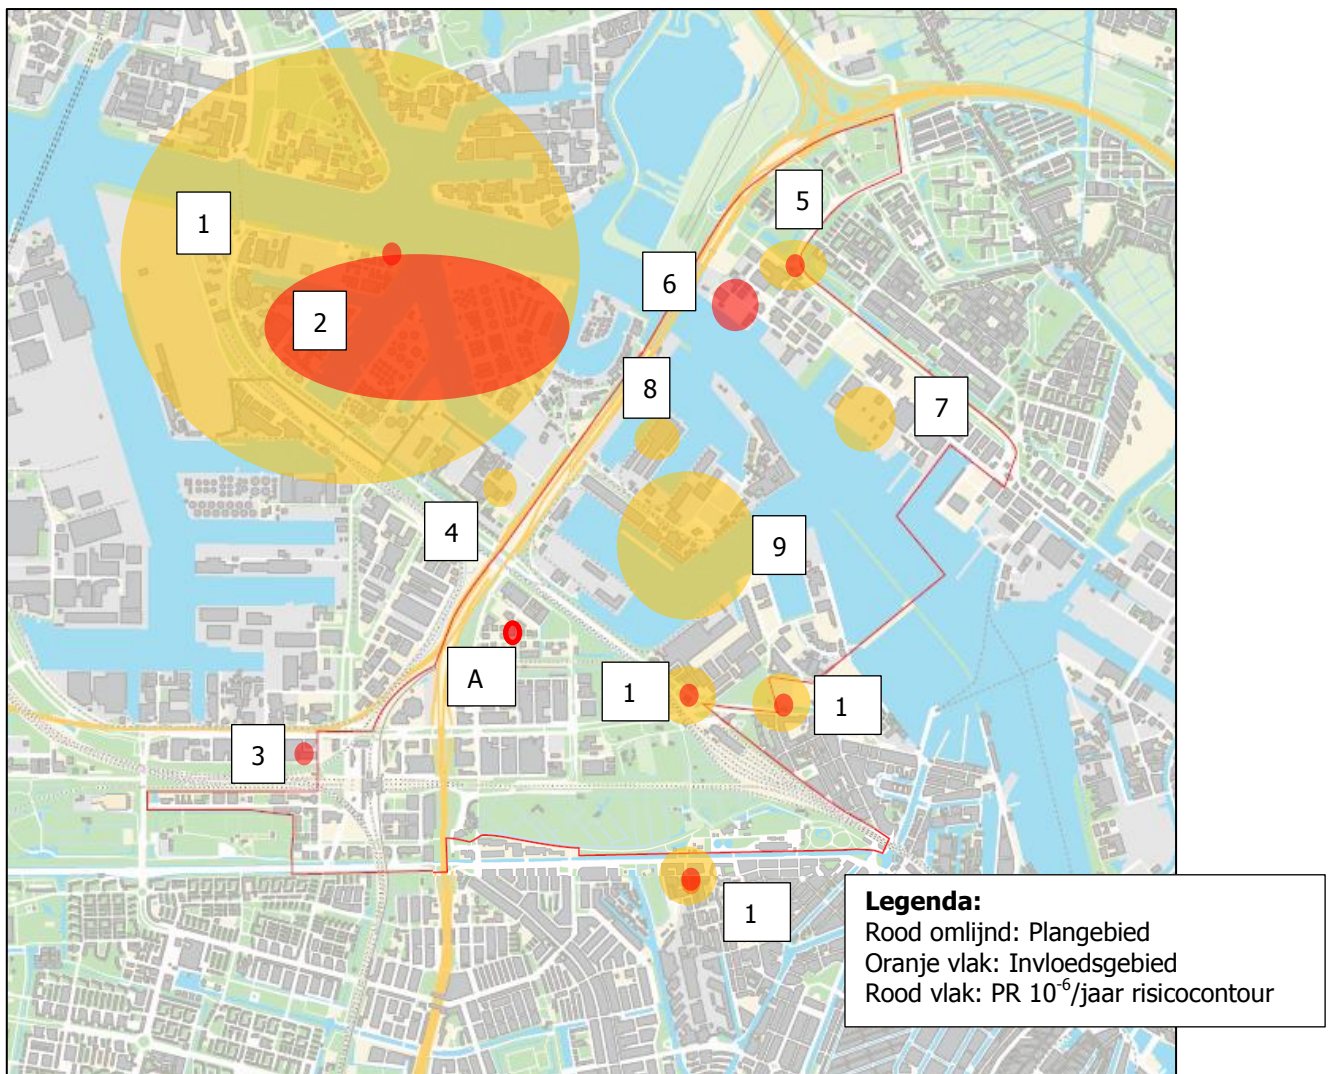 5
1
6
2
8
7
4
9
A
1
1
3
1
Legenda:
Rood omlijnd: Plangebied
Oranje vlak: Invloedsgebied
Rood vlak: PR 10⁻⁶/jaar risicocontour